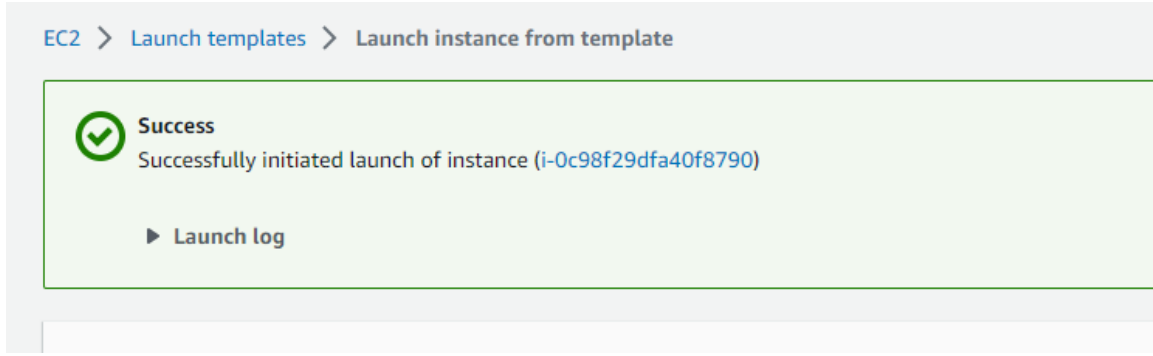 EC2 > Launch templates > Launch instance from template
Success
Successfully initiated launch of instance (i-0c98f29dfa40f8790)
Launch log